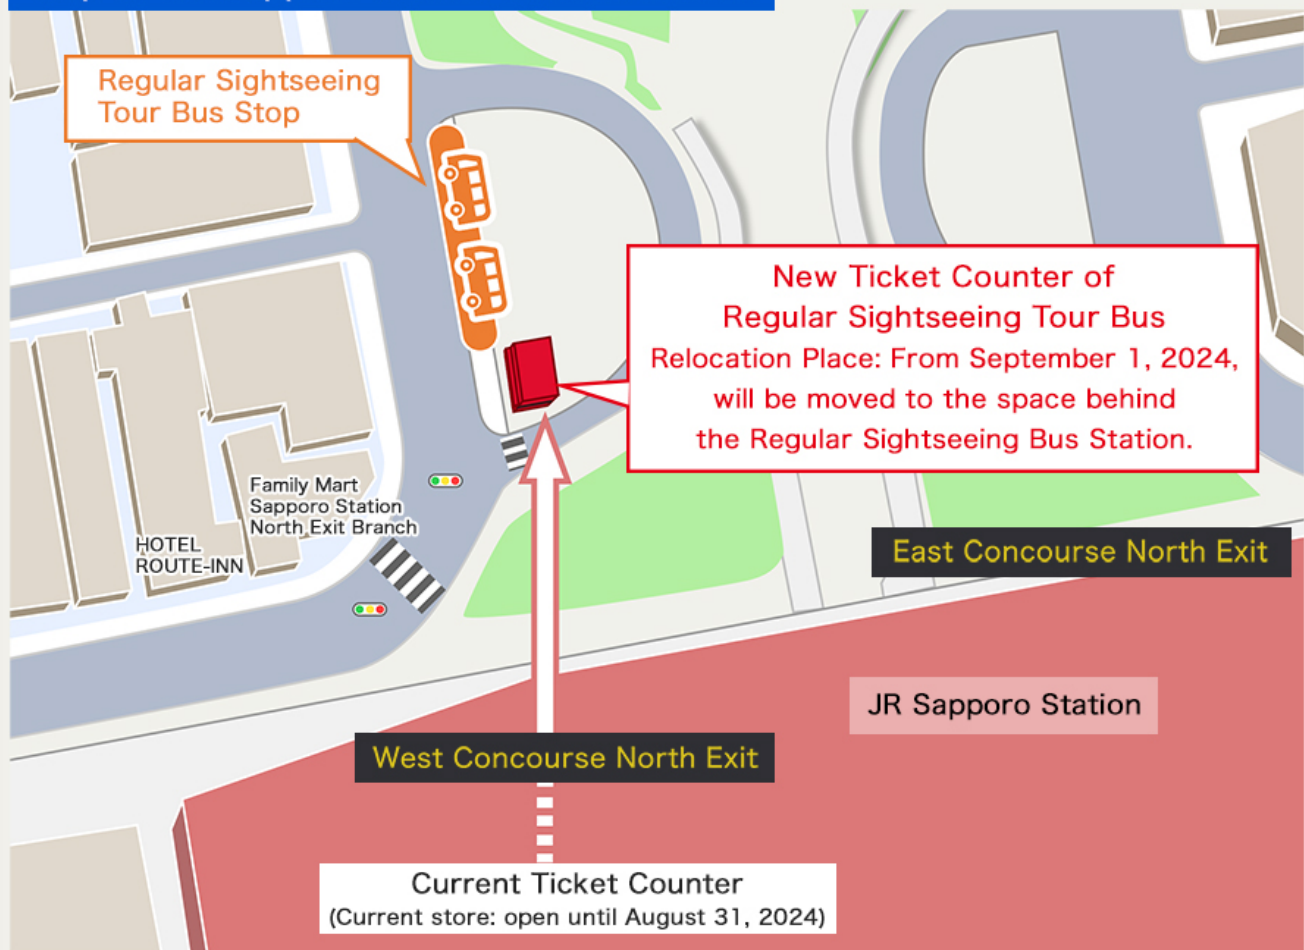 Regular Sightseeing
Tour Bus Stop
New Ticket Counter of
Regular Sightseeing Tour Bus
Relocation Place: From September 1, 2024,
will be moved to the space behind
the Regular Sightseeing Bus Station.
Family Mart
Sapporo Station
North Exit Branch
HOTEL
ROUTE-INN
East Concourse North Exit
JR Sapporo Station
West Concourse North Exit
Current Ticket Counter
(Current store: open until August 31, 2024)